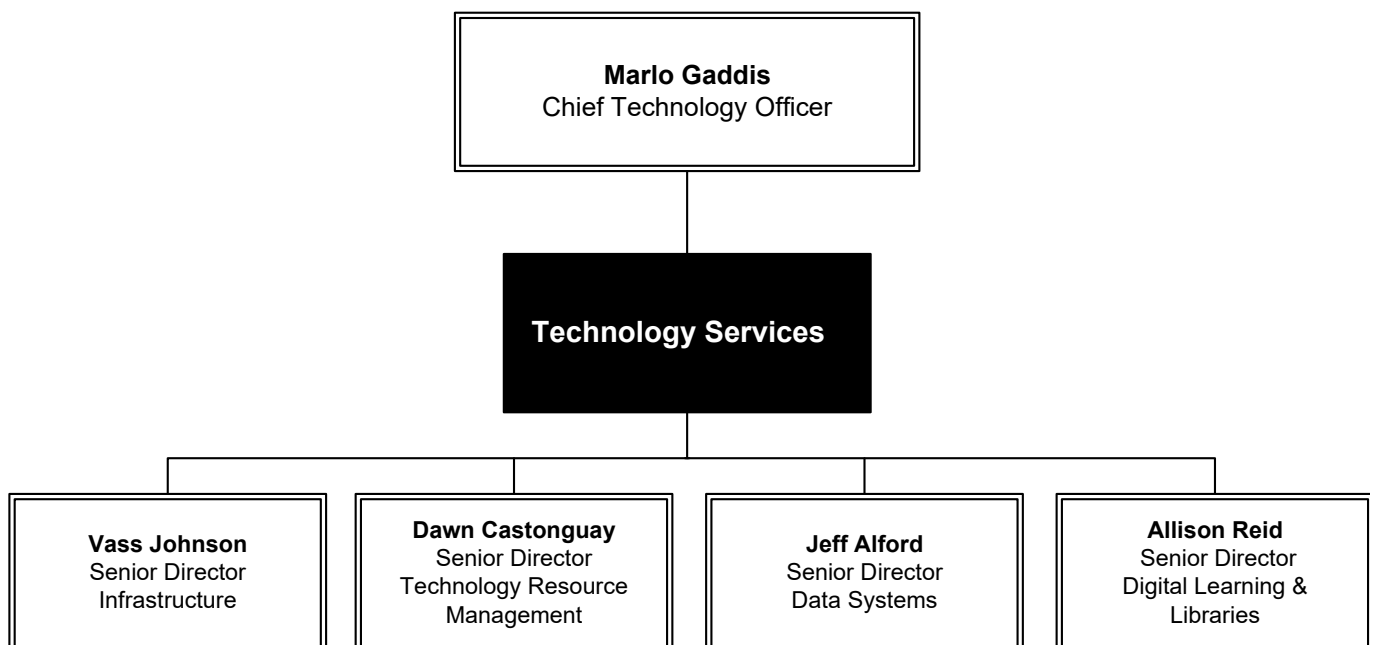 Marlo Gaddis
Chief Technology Officer
Technology Services
Vass Johnson
Senior Director
Infrastructure
Dawn Castonguay
Senior Director
Technology Resource
Management
Jeff Alford
Senior Director
Data Systems
Allison Reid
Senior Director
Digital Learning &
Libraries